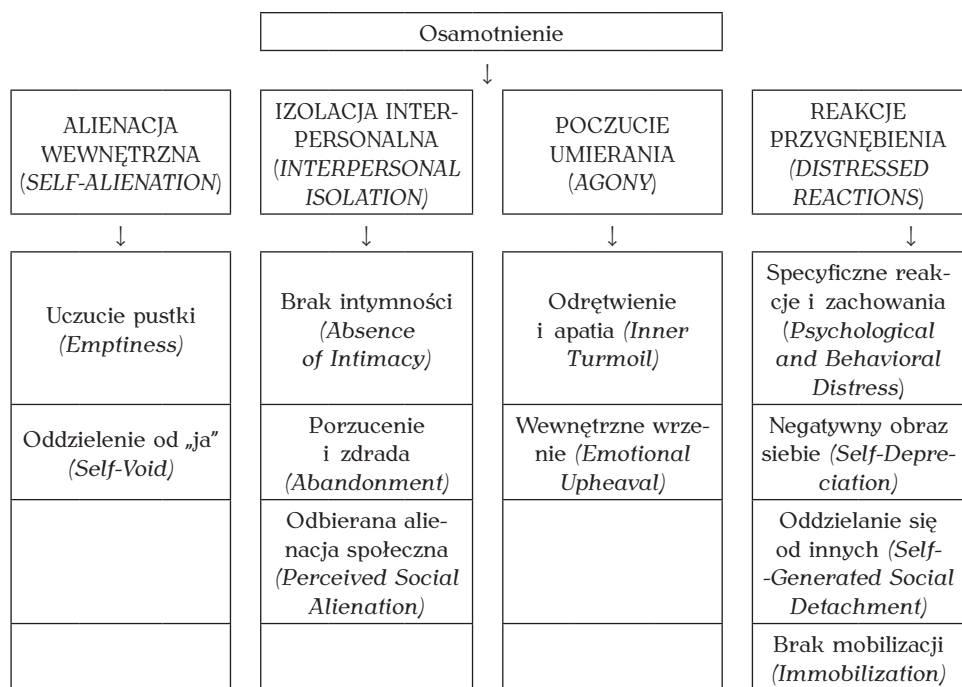 Osamotnienie
↓
ALIENACJA
WEWNĘTRZNA
(SELF-ALIENATION)
IZOLACJA INTER-
PERSONALNA
(INTERPERSONAL
ISOLATION)
POCZUCIE
UMIERANIA
(AGONY)
REAKCJE
PRZYGNĘBIENIA
(DISTRESSED
REACTIONS)
↓ ↓ ↓ ↓
Uczucie pustki
(Emptiness)
Brak intymności
(Absence
of Intimacy)
Odrętwienie
i apatia (Inner
Turmoil)
Specyficzne reak-
cje i zachowania
(Psychological
and Behavioral
Distress)
Oddzielenie od „ja”
(Self-Void)
Porzucenie
i zdrada
(Abandonment)
Wewnętrzne wrze-
nie (Emotional
Upheaval)
Negatywny obraz
siebie (Self-Depre-
ciation)
Odbierana alie-
nacja społeczna
(Perceived Social
Alienation)
Oddzielanie się
od innych (Self-
-Generated Social
Detachment)
Brak mobilizacji
(Immobilization)